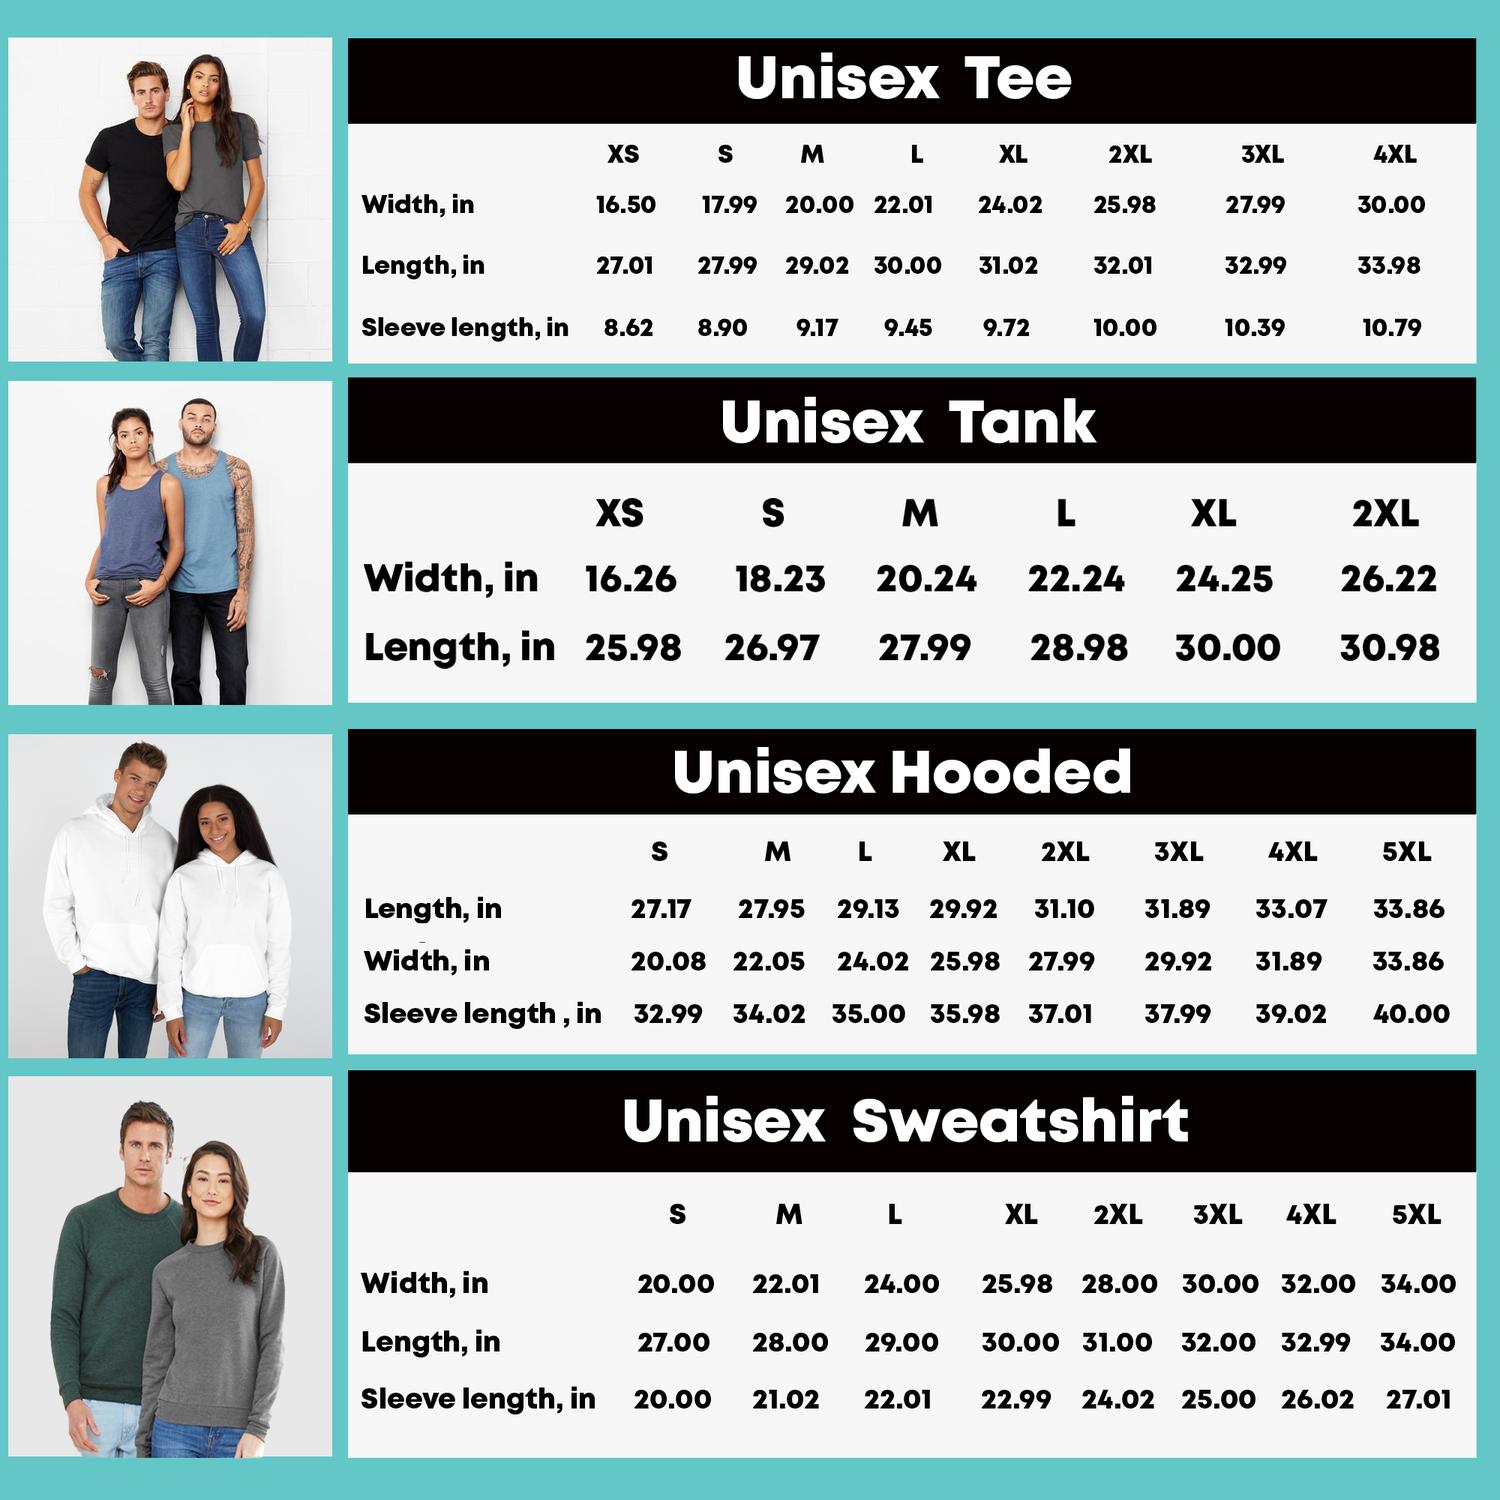 Unisex Tee
XS S M L XL 2XL 3XL 4XL
Width, in 16.50 17.99 20.00 22.01 24.02 25.98 27.99 30.00
Length, in 27.01 27.99 29.02 30.00 31.02 32.01 32.99 33.98
Sleeve length, in 8.62 8.90 9.17 9.45 9.72 10.00 10.39 10.79
Unisex Tank
XS S M L XL 2XL
Width, in 16.26 18.23 20.24 22.24 24.25 26.22
Length, in 25.98 26.97 27.99 28.98 30.00 30.98
Unisex Hooded
S M L XL 2XL 3XL 4XL 5XL
Length, in 27.17 27.95 29.13 29.92 31.10 31.89 33.07 33.86
Width, in 20.08 22.05 24.02 25.98 27.99 29.92 31.89 33.86
Sleeve length , in 32.99 34.02 35.00 35.98 37.01 37.99 39.02 40.00
Unisex Sweatshirt
S M L XL 2XL 3XL 4XL 5XL
Width, in 20.00 22.01 24.00 25.98 28.00 30.00 32.00 34.00
Length, in 27.00 28.00 29.00 30.00 31.00 32.00 32.99 34.00
Sleeve length, in 20.00 21.02 22.01 22.99 24.02 25.00 26.02 27.01